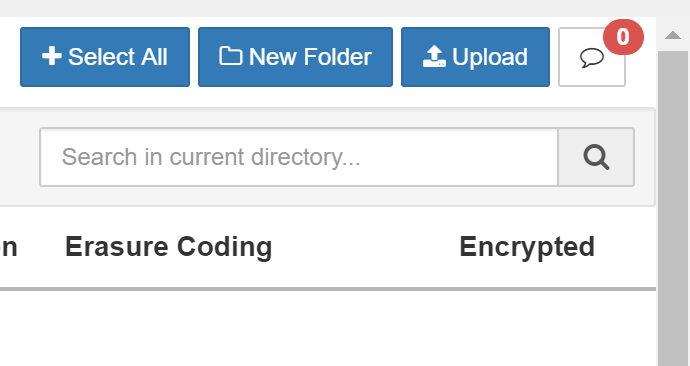 Select All New Folder Upload 0
Search in current directory...
n Erasure Coding Encrypted